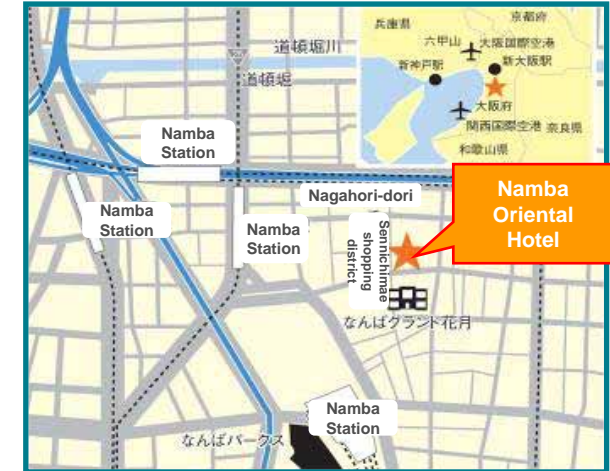 兵庫県
京都府
六甲山
大阪国際空港
新神戸駅
新大阪駅
大阪府
関西国際空港
奈良県
和歌山県
道頓堀川
道頓堀
Namba
Station
Nagahori-dori
Namba
Station
Namba
Station
Sennichimae
shopping
district
Namba
Oriental
Hotel
なんばグランド花月
Namba
Station
なんばパークス